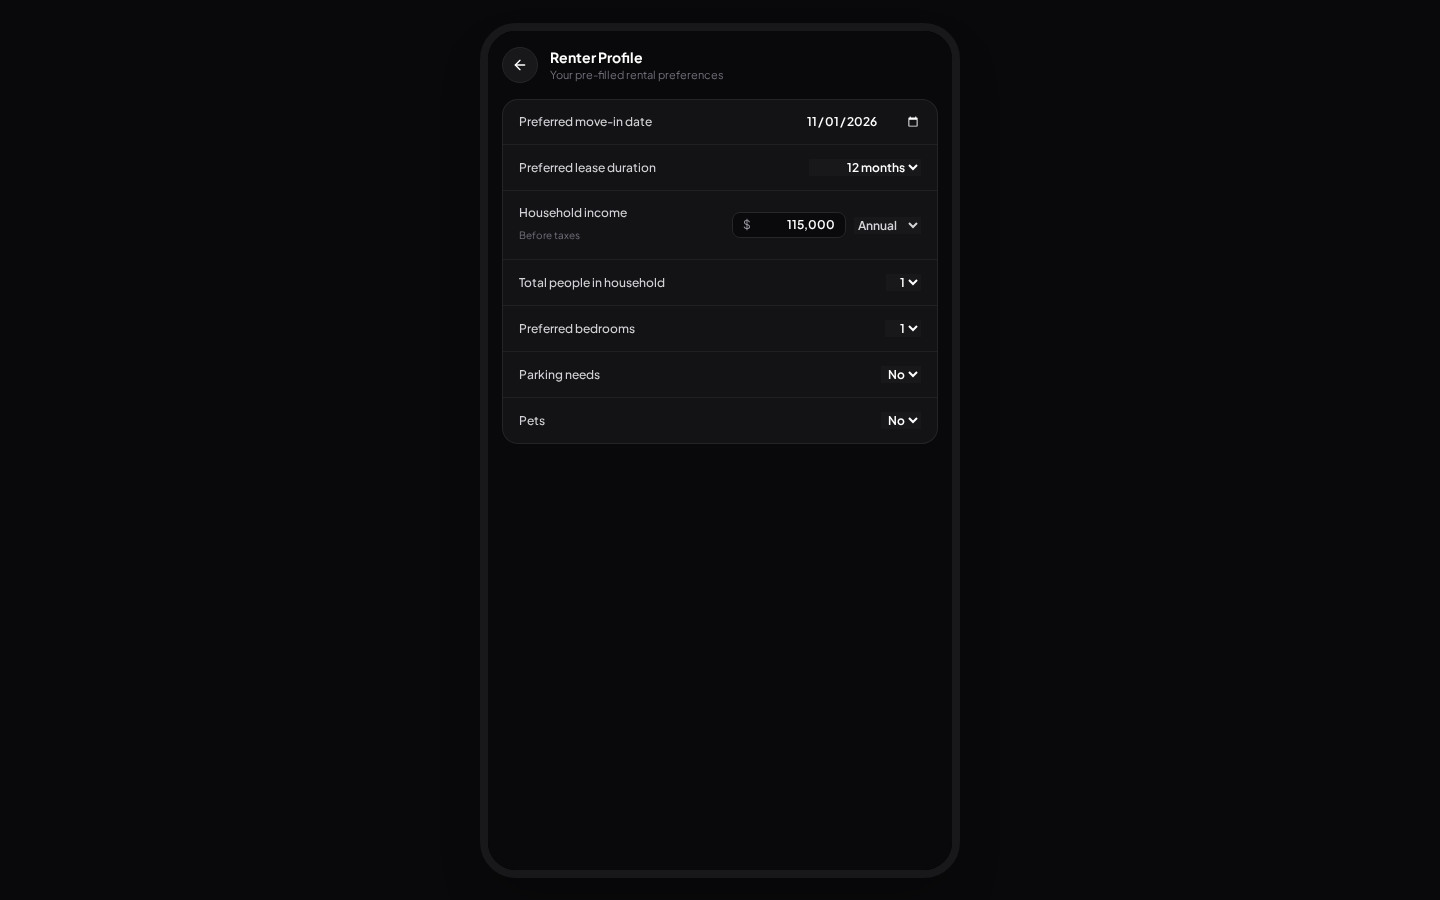 Renter Profile
Your pre-filled rental preferences
Preferred move-in date 11/01/2026
Preferred lease duration 12 months
Household income
Before taxes
$ 115,000 Annual
Total people in household 1
Preferred bedrooms 1
Parking needs No
Pets No